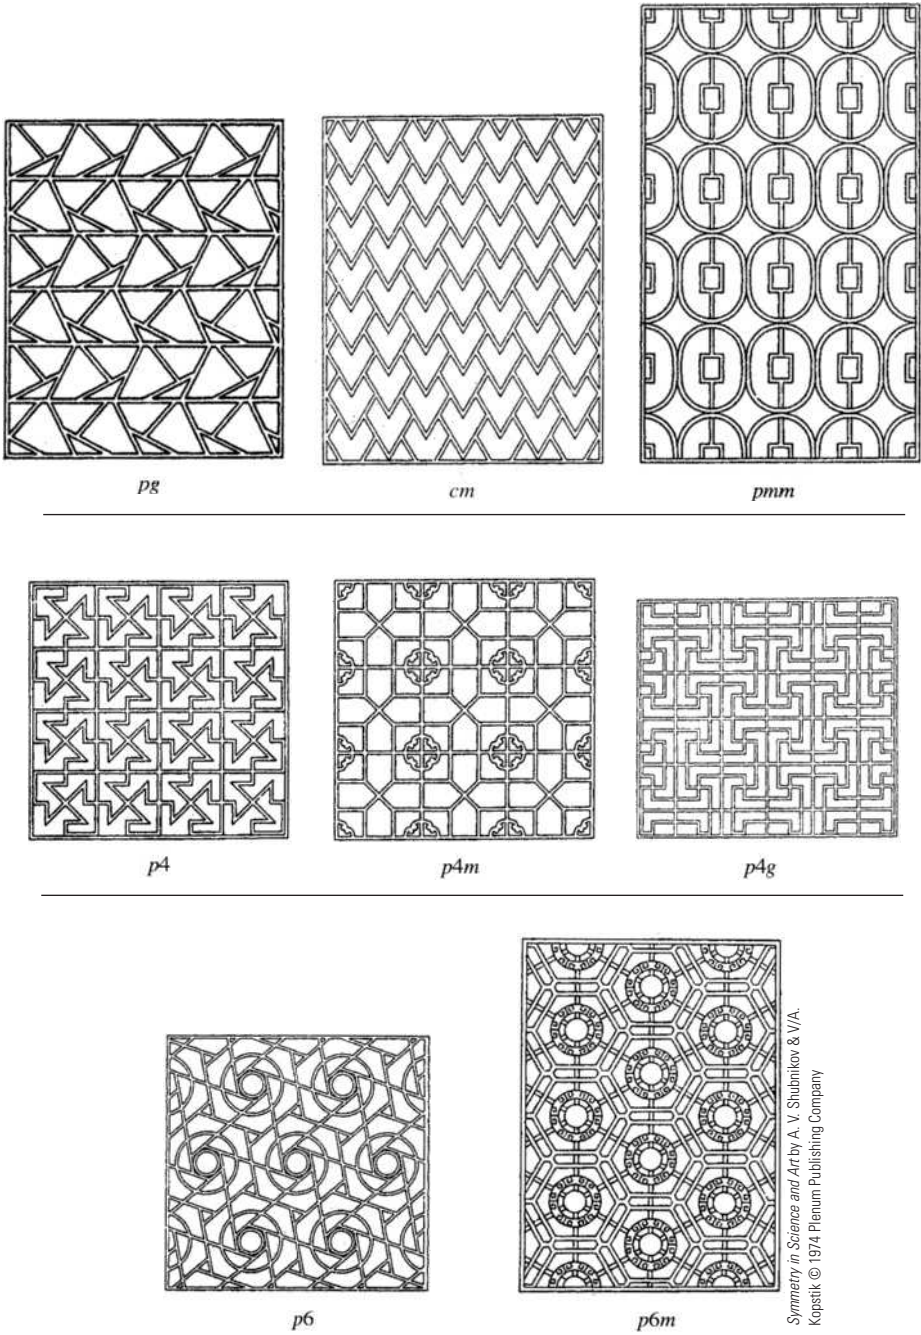 pg
cm
pmm
p4
p4m
p4g
p6
p6m
Symmetry in Science and Art by A. V. Shubnikov & V/A.
Kopstik © 1974 Plenum Publishing Company